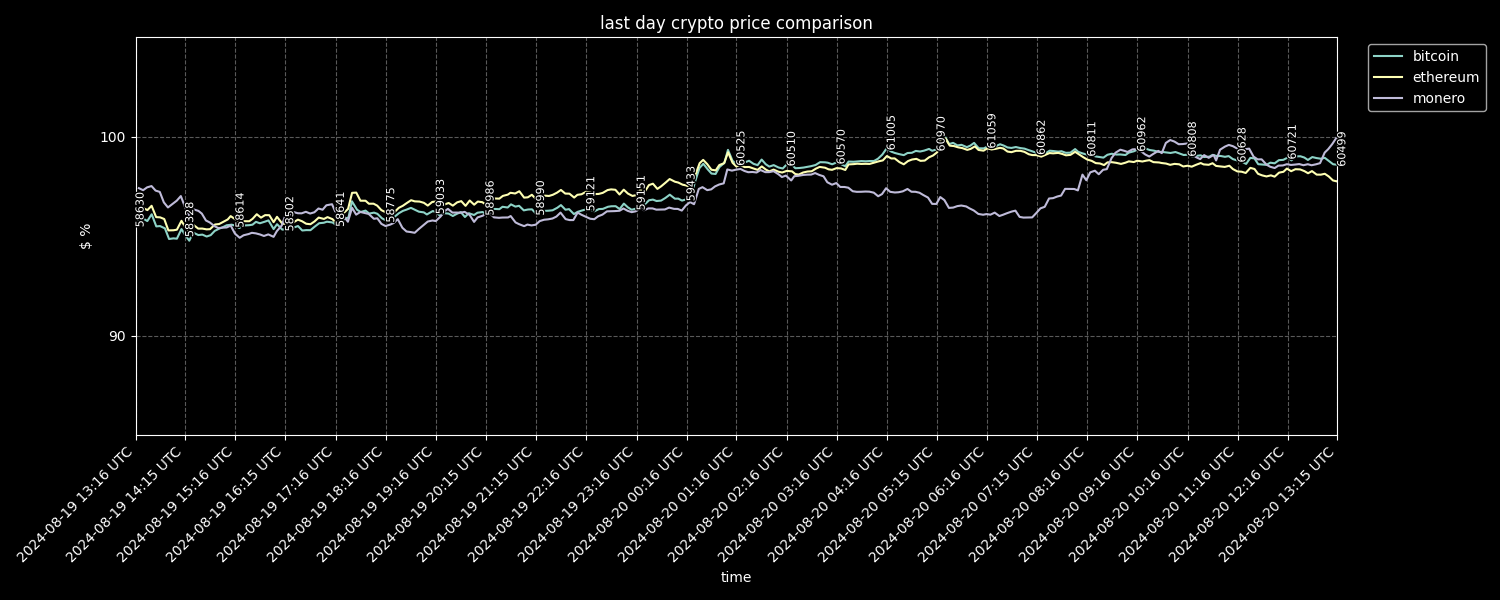 last day crypto price comparison
bitcoin
ethereum
monero
$ %
100
90
58630
58328
58614
58502
58641
58775
59033
58986
58990
59121
59151
59433
60525
60510
60570
61005
60970
61059
60862
60811
60962
60808
60628
60721
60499
2024-08-19 13:16 UTC
2024-08-19 14:15 UTC
2024-08-19 15:16 UTC
2024-08-19 16:15 UTC
2024-08-19 17:16 UTC
2024-08-19 18:16 UTC
2024-08-19 19:16 UTC
2024-08-19 20:15 UTC
2024-08-19 21:15 UTC
2024-08-19 22:16 UTC
2024-08-19 23:16 UTC
2024-08-20 00:16 UTC
2024-08-20 01:16 UTC
2024-08-20 02:16 UTC
2024-08-20 03:16 UTC
2024-08-20 04:16 UTC
2024-08-20 05:15 UTC
2024-08-20 06:16 UTC
2024-08-20 07:15 UTC
2024-08-20 08:16 UTC
2024-08-20 09:16 UTC
2024-08-20 10:16 UTC
2024-08-20 11:16 UTC
2024-08-20 12:16 UTC
2024-08-20 13:15 UTC
time